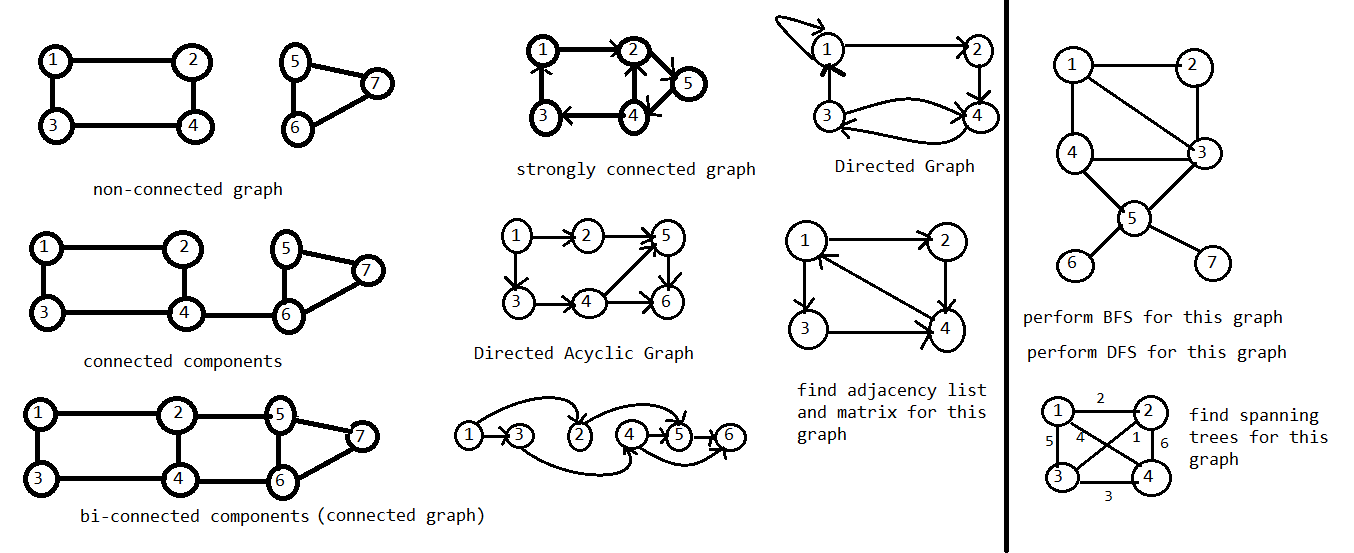 1 2 5 7
3 4 6
non-connected graph
1 2 5 7
3 4 6
connected components
1 2 5 7
3 4 6
bi-connected components (connected graph)
1 2 5
3 4
strongly connected graph
1 2 5
3 4 6
Directed Acyclic Graph
1 3 2 4 5 6
1 2
3 4
Directed Graph
1 2
3 4
find adjacency list
and matrix for this
graph
1 2
4 3
5
6 7
perform BFS for this graph
perform DFS for this graph
1 2 2
5 4 1 6
3 4
3
find spanning
trees for this
graph